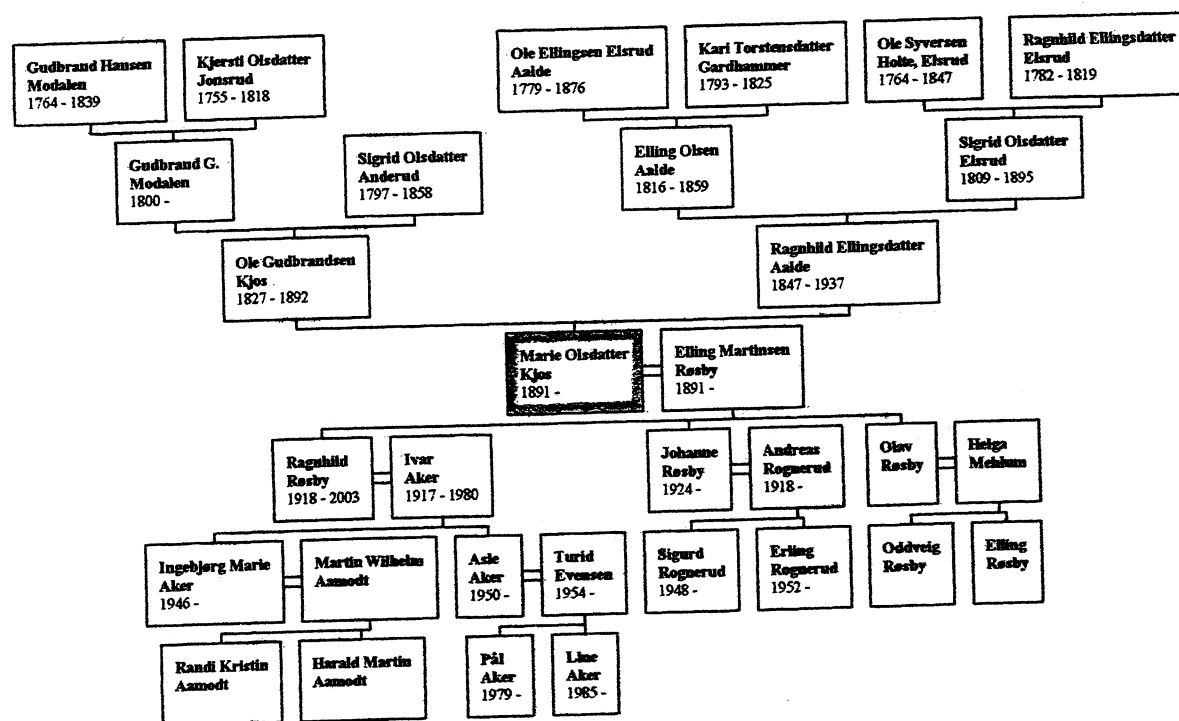 Gudbrand Hansen
Modalen
1764 - 1839
Kjersti Olsdatter
Jonsrud
1755 - 1818
Ole Ellingsen Elsrud
Aalde
1779 - 1876
Kari Torstensdatter
Gardhammer
1793 - 1825
Ole Syversen
Holte, Elsrud
1764 - 1847
Ragnhild Ellingsdatter
Elsrud
1782 - 1819
Gudbrand G.
Modalen
1800 -
Sigrid Olsdatter
Anderud
1797 - 1858
Elling Olsen
Aalde
1816 - 1859
Sigrid Olsdatter
Elsrud
1809 - 1895
Ole Gudbrandsen
Kjos
1827 - 1892
Ragnhild Ellingsdatter
Aalde
1847 - 1937
Marie Olsdatter
Kjos
1891 -
Elling Martinsen
Røsby
1891 -
Ragnhild
Røsby
1918 - 2003
Ivar
Aker
1917 - 1980
Johanne
Røsby
1924 -
Andreas
Rognerud
1918 -
Olav
Røsby
Helga
Mehlum
Ingebjørg Marie
Aker
1946 -
Martin Wilhelm
Aamodt
Asle
Aker
1950 -
Turid
Evensen
1954 -
Sigurd
Rognerud
1948 -
Erling
Rognerud
1952 -
Oddveig
Røsby
Elling
Røsby
Randi Kristin
Aamodt
Harald Martin
Aamodt
Pål
Aker
1979 -
Line
Aker
1985 -